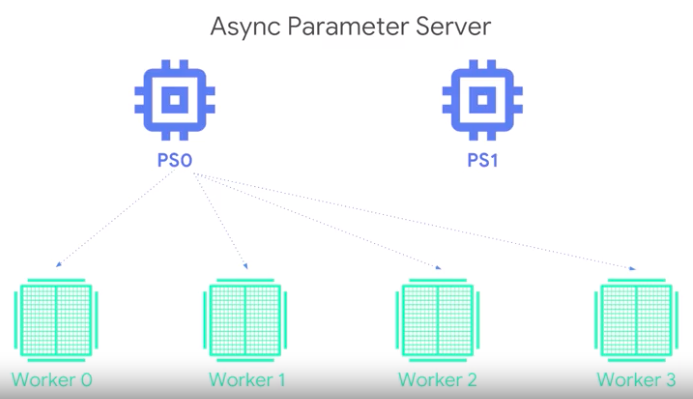 Async Parameter Server
PS0
PS1
Worker 0
Worker 1
Worker 2
Worker 3